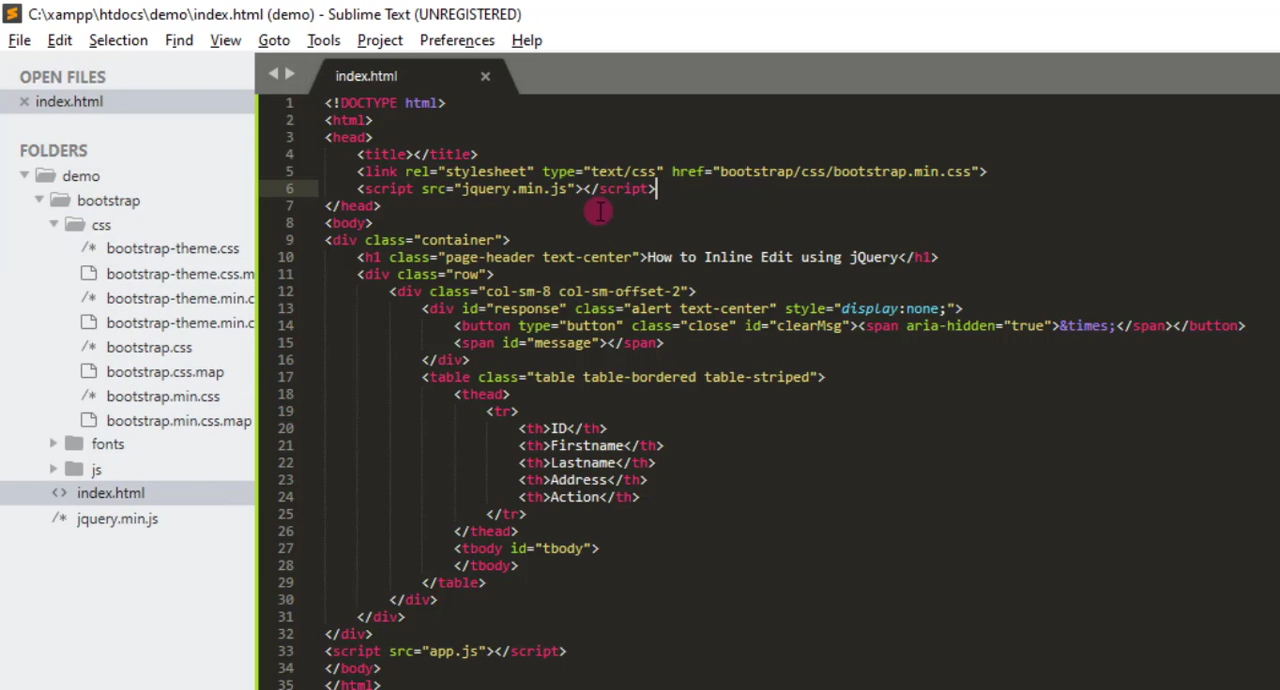 C:\xampp\htdocs\demo\index.html (demo) - Sublime Text (UNREGISTERED)
File Edit Selection Find View Goto Tools Project Preferences Help
OPEN FILES
index.html
FOLDERS
demo
bootstrap
css
/* bootstrap-theme.css
bootstrap-theme.css.m
/* bootstrap-theme.min.c
bootstrap-theme.min.c
/* bootstrap.css
bootstrap.css.map
/* bootstrap.min.css
bootstrap.min.css.map
fonts
js
<> index.html
/* jquery.min.js
index.html
1 <!DOCTYPE html>
2 <html>
3 <head>
4 <title></title>
5 <link rel="stylesheet" type="text/css" href="bootstrap/css/bootstrap.min.css">
6 <script src="jquery.min.js"></script>
7 </head>
8 <body>
9 <div class="container">
10 <h1 class="page-header text-center">How to Inline Edit using jQuery</h1>
11 <div class="row">
12 <div class="col-sm-8 col-sm-offset-2">
13 <div id="response" class="alert text-center" style="display:none;">
14 <button type="button" class="close" id="clearMsg"><span aria-hidden="true">&times;</span></button>
15 <span id="message"></span>
16 </div>
17 <table class="table table-bordered table-striped">
18 <thead>
19 <tr>
20 <th>ID</th>
21 <th>Firstname</th>
22 <th>Lastname</th>
23 <th>Address</th>
24 <th>Action</th>
25 </tr>
26 </thead>
27 <tbody id="tbody">
28 </tbody>
29 </table>
30 </div>
31 </div>
32 </div>
33 <script src="app.js"></script>
34 </body>
35 </html>